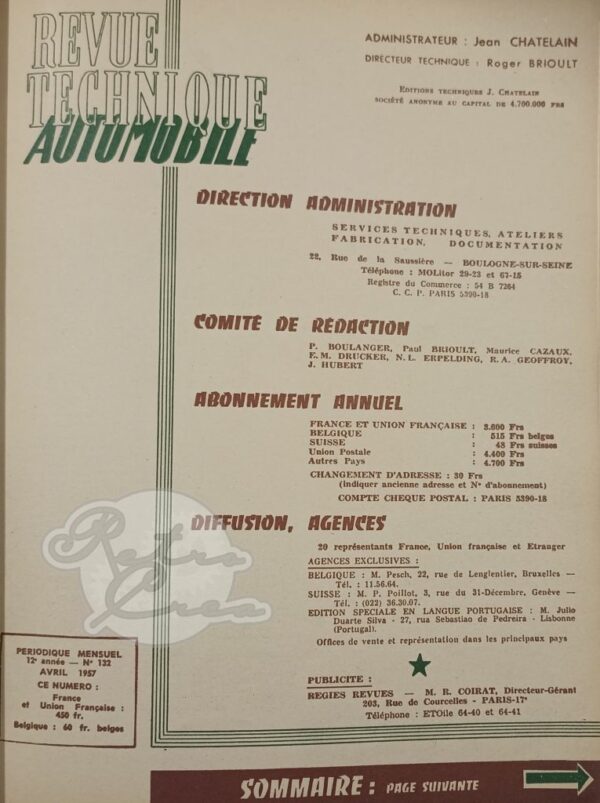 REVUE
TECHNIQUE
AUTOMOBILE
ADMINISTRATEUR : Jean CHATELAIN
DIRECTEUR TECHNIQUE : Roger BRIOULT
EDITIONS TECHNIQUES J. CHATELAIN
SOCIÉTÉ ANONYME AU CAPITAL DE 4.700.000 FRS
DIRECTION ADMINISTRATION
SERVICES TECHNIQUES, ATELIERS
FABRICATION, DOCUMENTATION
22, Rue de la Saussière — BOULOGNE-SUR-SEINE
Téléphone : MOLitor 29-23 et 67-15
Registre du Commerce : 54 B 7264
C. C. P. PARIS 5390-18
COMITÉ DE RÉDACTION
P. BOULANGER, Paul BRIOULT, Maurice CAZAUX,
F.M. DRUCKER, N.L. ERPELDING, R.A. GEOFFROY,
J. HUBERT
ABONNEMENT ANNUEL
FRANCE ET UNION FRANÇAISE : 3.600 Frs
BELGIQUE : 515 Frs belges
SUISSE : 48 Frs suisses
Union Postale : 4.400 Frs
Autres Pays : 4.700 Frs
CHANGEMENT D'ADRESSE : 30 Frs
(Indiquer ancienne adresse et N° d'abonnement)
COMPTE CHEQUE POSTAL : PARIS 5390-18
DIFFUSION, AGENCES
20 représentants France, Union française et Etranger
AGENCES EXCLUSIVES :
BELGIQUE : M. Pesch, 22, rue de Lenglentier, Bruxelles —
Tél. : 11.56.64.
SUISSE : M. P. Poillot, 3, rue du 31-Décembre, Genève —
Tél. : (022) 36.30.07.
EDITION SPECIALE EN LANGUE PORTUGAISE : M. Julio
Duarte Silva - 27, rua Sebastiao de Pedreira - Lisbonne
(Portugal).
Offices de vente et représentation dans les principaux pays
PUBLICITE :
REGIES REVUES — M. R. COIRAT, Directeur-Gérant
203, Rue de Courcelles - PARIS-17°
Téléphone : ETOile 64-40 et 64-41
Retro
Crea
PERIODIQUE MENSUEL
12e année — N° 132
AVRIL 1957
CE NUMERO :
France
et Union Française :
450 fr.
Belgique : 60 fr. belges
SOMMAIRE : PAGE SUIVANTE